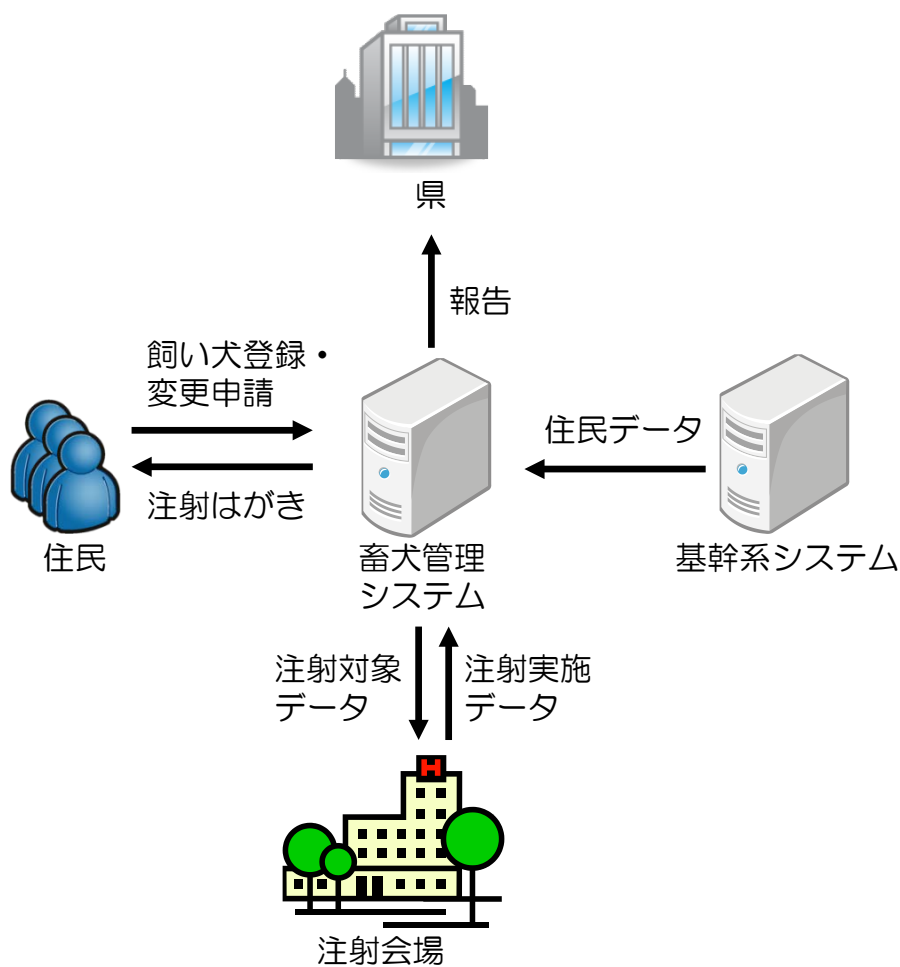 県
報告
飼い犬登録・
変更申請
住民データ
注射はがき
住民
畜犬管理
システム
基幹系システム
注射対象
データ
注射実施
データ
H
注射会場